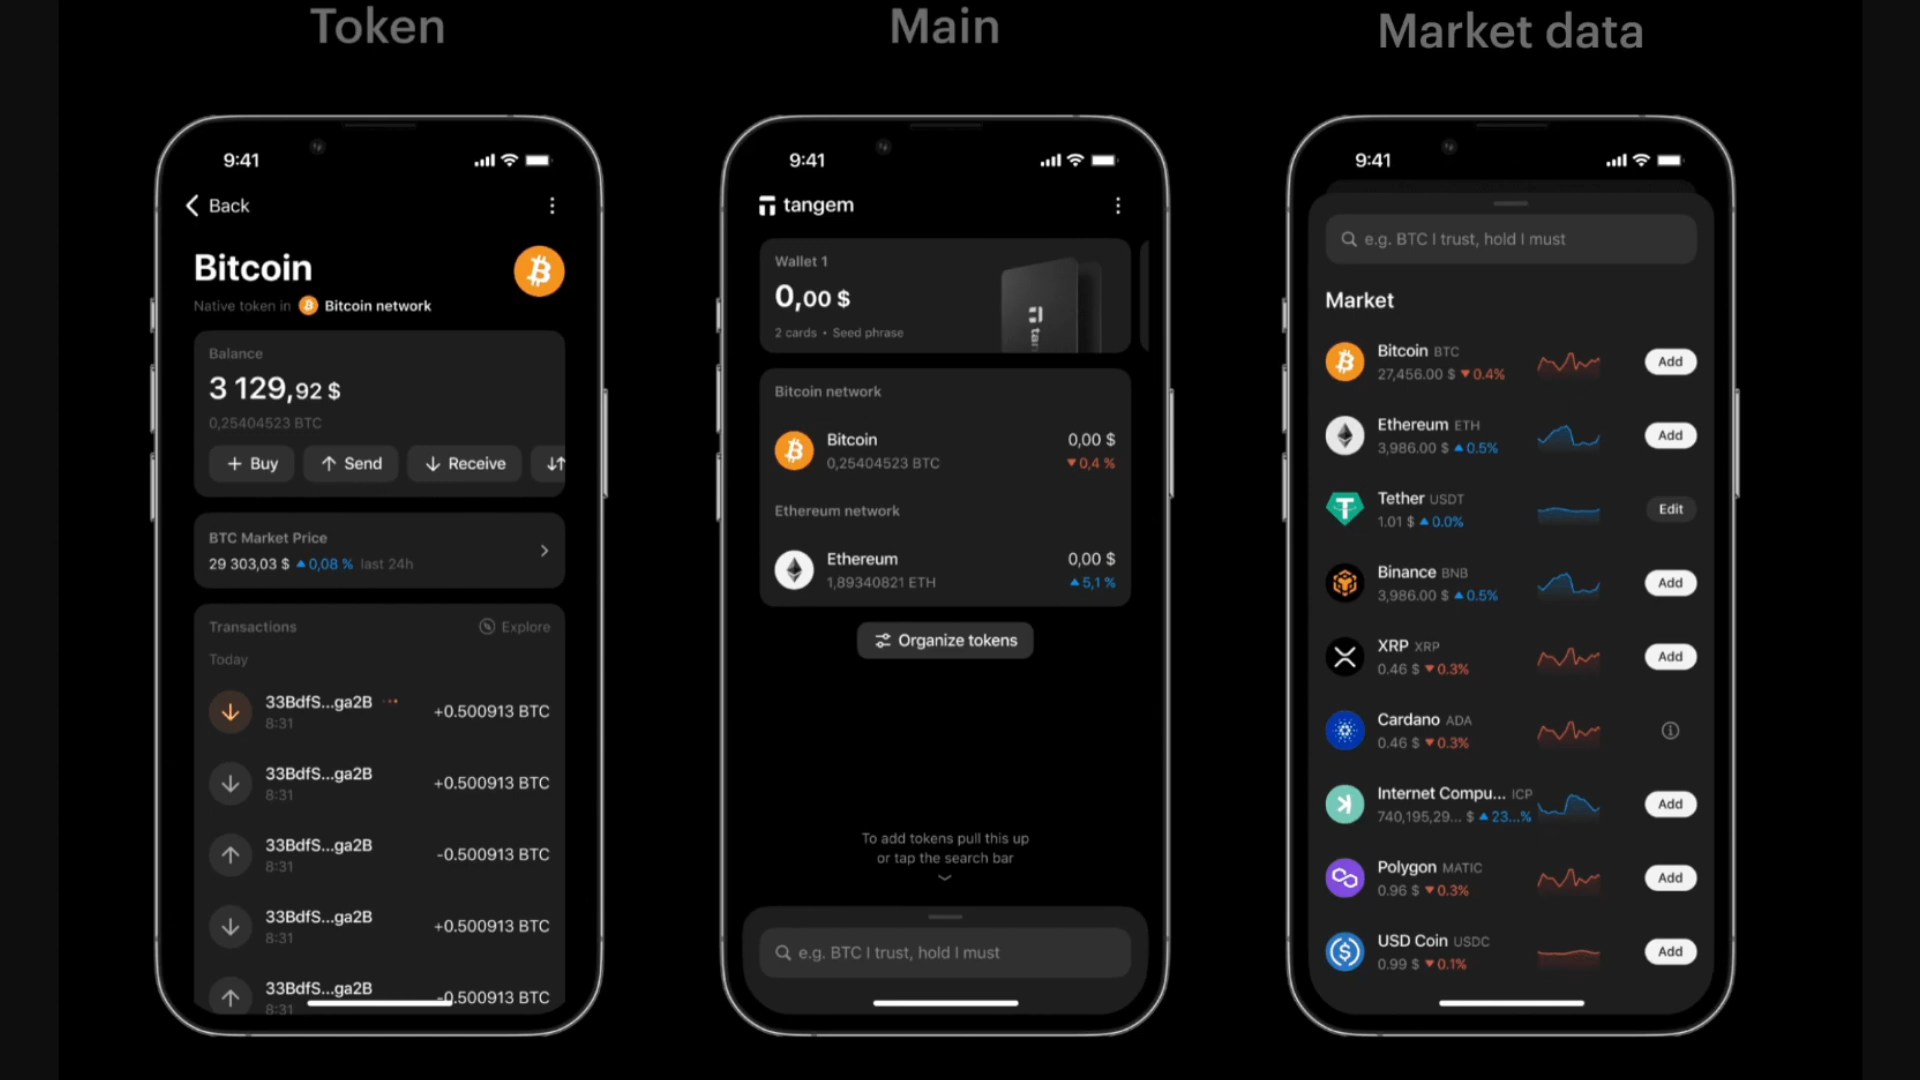 Token
9:41
Back
Bitcoin
Native token in Bitcoin network
Balance
3 129,92 $
0,25404523 BTC
+ Buy
Send
Receive
BTC Market Price
29 303,03 $ ▲0,08 % last 24h
Transactions
Explore
Today
33BdfS...ga2B
+0.500913 BTC
8:31
33BdfS...ga2B
+0.500913 BTC
8:31
33BdfS...ga2B
-0.500913 BTC
8:31
33BdfS...ga2B
+0.500913 BTC
8:31
33BdfS...ga2B
-0.500913 BTC
8:31
Main
9:41
tangem
Wallet 1
0,00 $
2 cards • Seed phrase
tan
Bitcoin network
Bitcoin
0,00 $
0,25404523 BTC
▼0,4 %
Ethereum network
Ethereum
0,00 $
1,89340821 ETH
▲5,1 %
Organize tokens
To add tokens pull this up
or tap the search bar
e.g. BTC I trust, hold I must
Market data
9:41
e.g. BTC I trust, hold I must
Market
Bitcoin BTC
27,456.00 $ ▼0.4%
Add
Ethereum ETH
3,986.00 $ ▲0.5%
Add
Tether USDT
1.01 $ ▲0.0%
Edit
Binance BNB
3,986.00 $ ▲0.5%
Add
XRP XRP
0.46 $ ▼0.3%
Add
Cardano ADA
0.46 $ ▼0.3%
Internet Compu... ICP
740,195,29... $ ▲23...%
Add
Polygon MATIC
0.96 $ ▼0.3%
Add
USD Coin USDC
0.99 $ ▼0.1%
Add